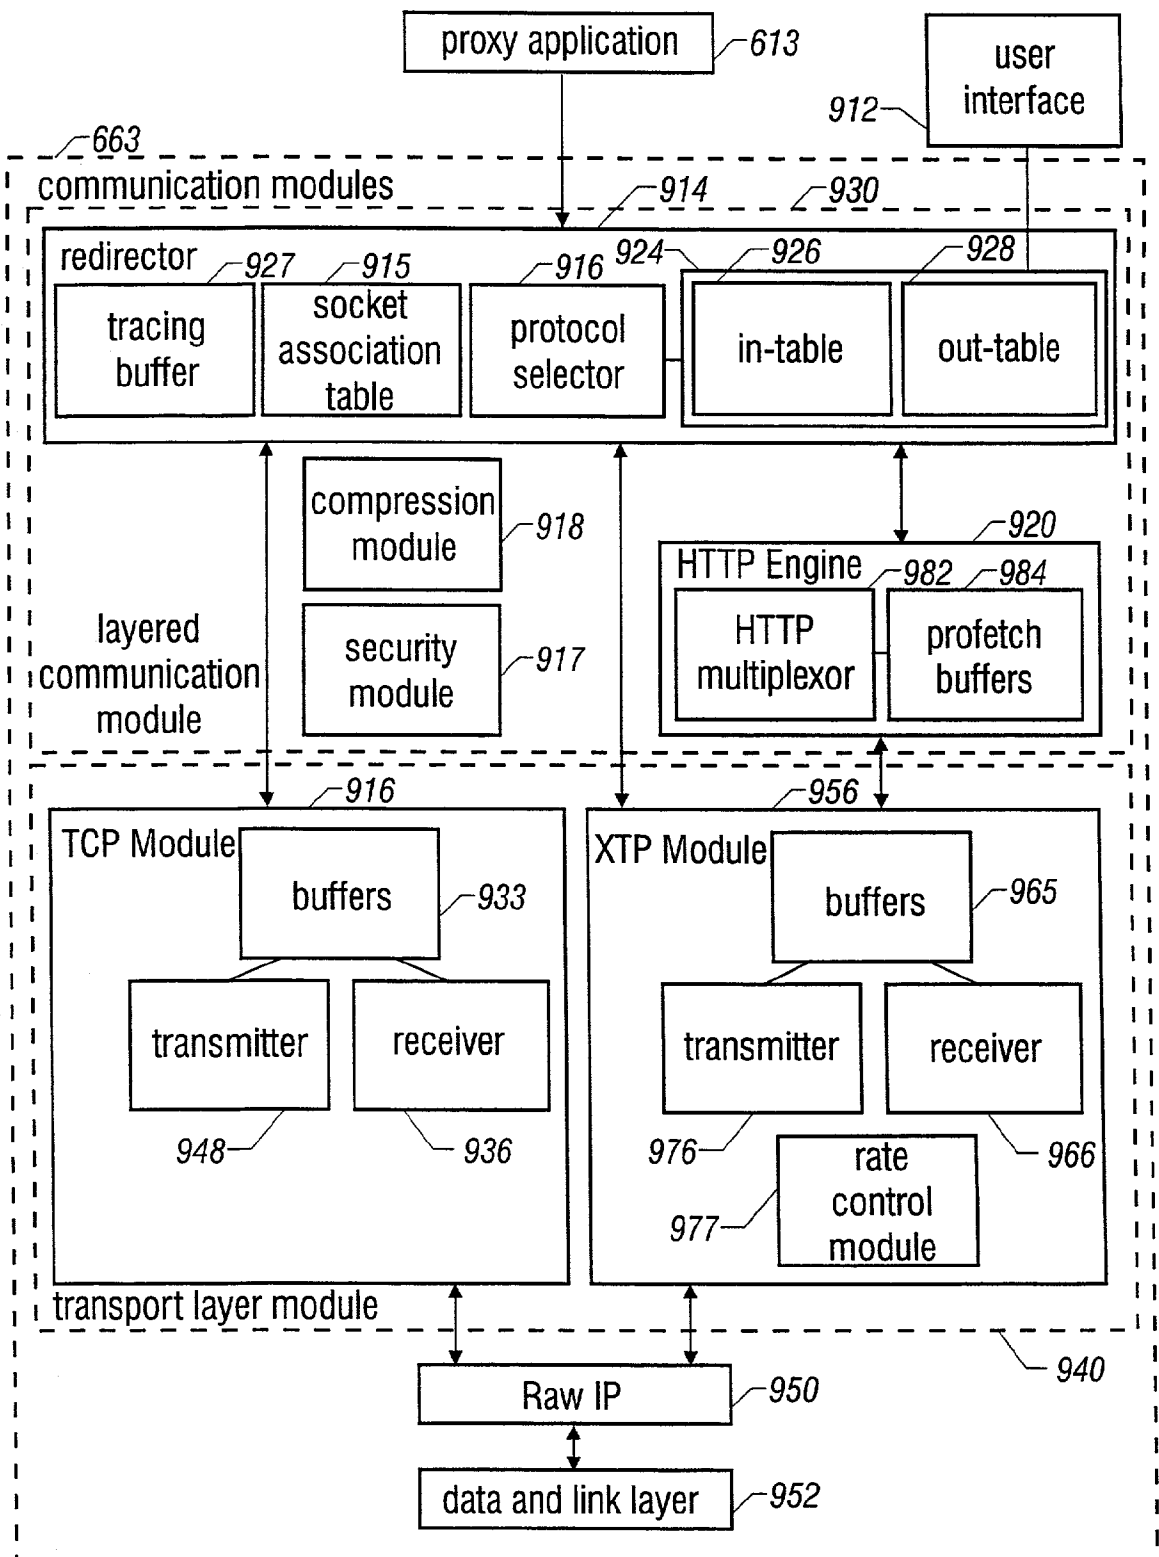 proxy application
613
user
interface
912
663
communication modules
914
930
redirector
927
915
916
924
926
928
tracing
buffer
socket
association
table
protocol
selector
in-table
out-table
compression
module
918
920
HTTP Engine
982
984
HTTP
multiplexor
profetch
buffers
layered
communication
module
security
module
917
916
956
TCP Module
buffers
933
transmitter
receiver
948
936
XTP Module
buffers
965
transmitter
receiver
976
966
rate
control
module
977
transport layer module
940
Raw IP
950
data and link layer
952